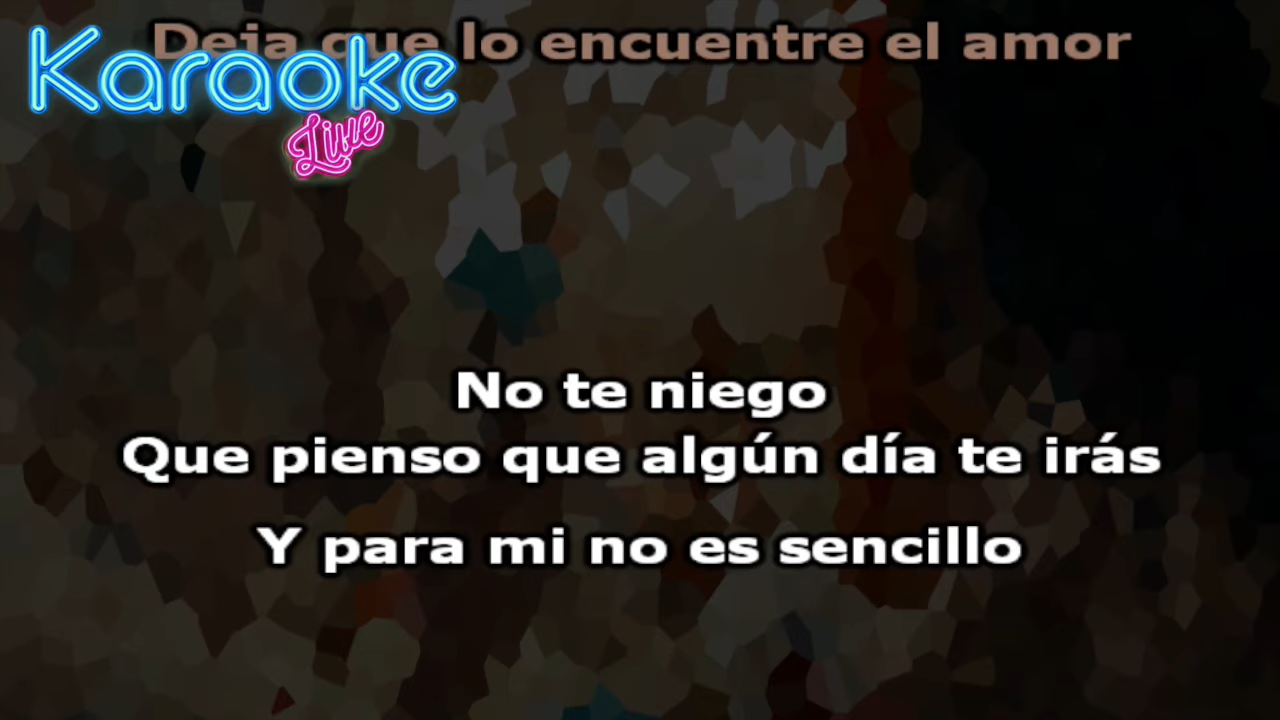 Deja que lo encuentre el amor
Karaoke
Live
No te niego
Que pienso que algún día te irás
Y para mi no es sencillo